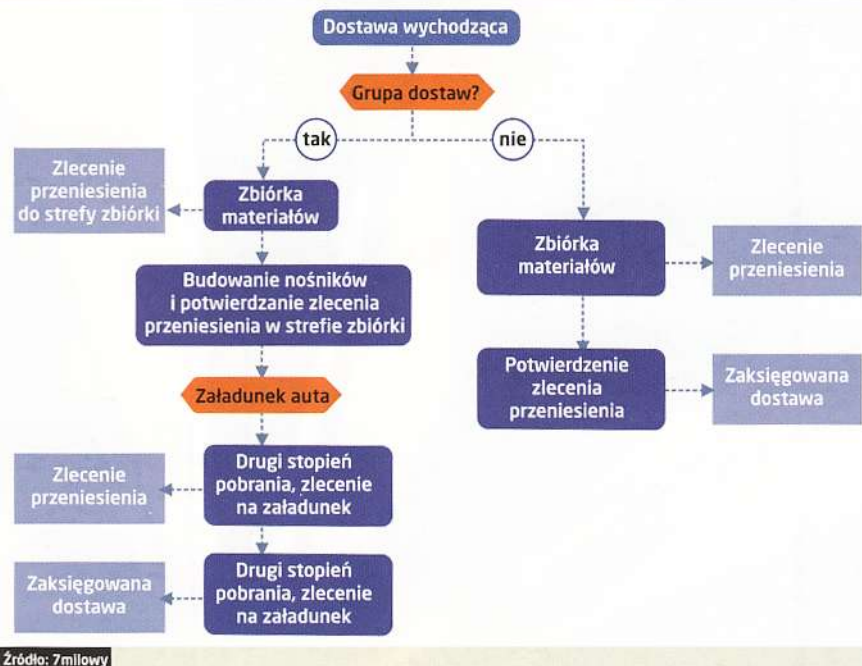 Dostawa wychodząca
Grupa dostaw?
tak
nie
Zlecenie
przeniesienia
do strefy zbiórki
Zbiórka
materiałów
Zbiórka
materiałów
Zlecenie
przeniesienia
Budowanie nośników
i potwierdzanie zlecenia
przeniesienia w strefie zbiórki
Potwierdzenie
zlecenia
przeniesienia
Zaksięgowana
dostawa
Załadunek auta
Zlecenie
przeniesienia
Drugi stopień
pobrania, zlecenie
na załadunek
Zaksięgowana
dostawa
Drugi stopień
pobrania, zlecenie
na załadunek
Źródło: 7milowy